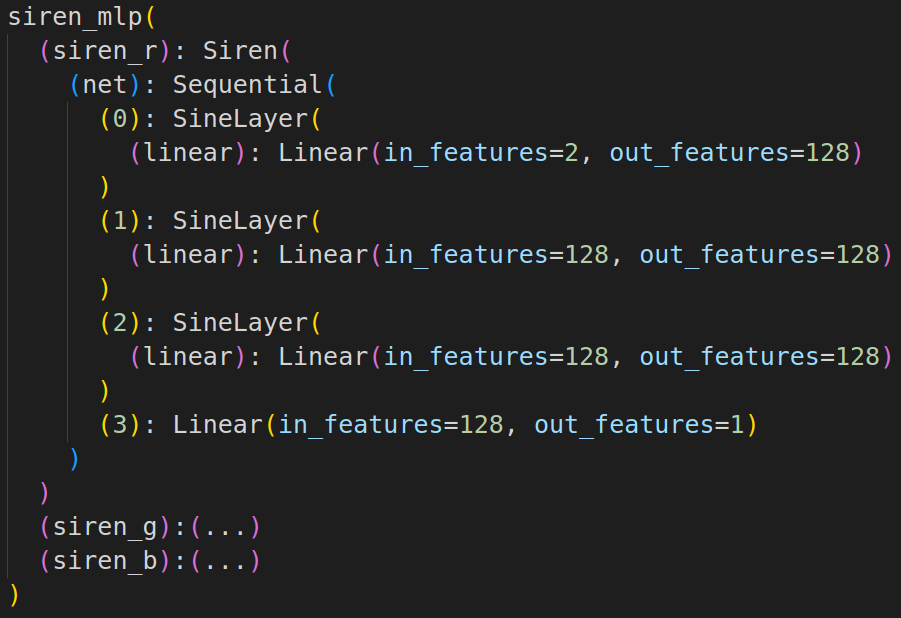 siren_mlp(
(siren_r): Siren(
(net): Sequential(
(0): SineLayer(
(linear): Linear(in_features=2, out_features=128)
)
(1): SineLayer(
(linear): Linear(in_features=128, out_features=128)
)
(2): SineLayer(
(linear): Linear(in_features=128, out_features=128)
)
(3): Linear(in_features=128, out_features=1)
)
)
(siren_g):(...)
(siren_b):(...)
)